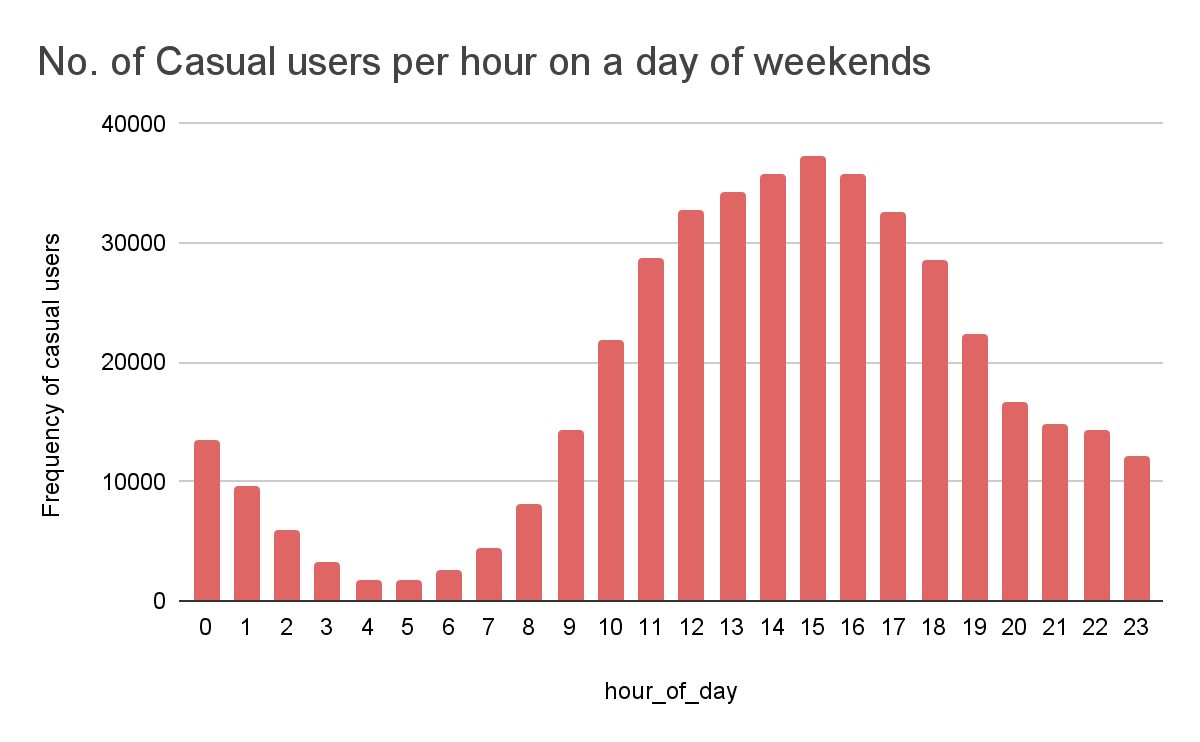 No. of Casual users per hour on a day of weekends
Frequency of casual users
40000
30000
20000
10000
0
0 1 2 3 4 5 6 7 8 9 10 11 12 13 14 15 16 17 18 19 20 21 22 23
hour_of_day